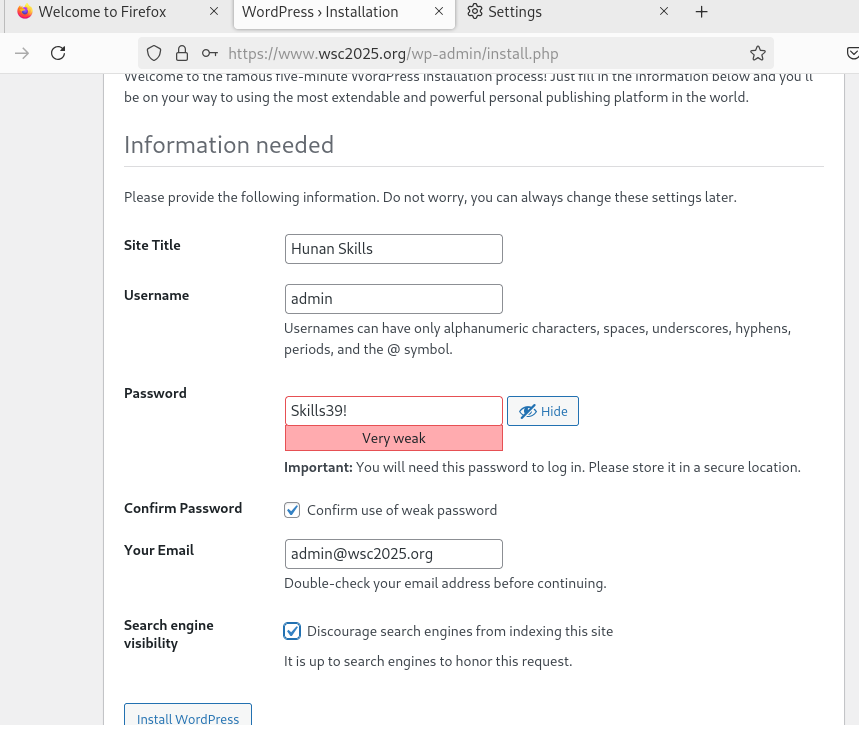 Welcome to Firefox
WordPress › Installation
Settings
https://www.wsc2025.org/wp-admin/install.php
Welcome to the famous five-minute WordPress installation process! Just fill in the information below and you'll
be on your way to using the most extendable and powerful personal publishing platform in the world.
Information needed
Please provide the following information. Do not worry, you can always change these settings later.
Site Title
Hunan Skills
Username
admin
Usernames can have only alphanumeric characters, spaces, underscores, hyphens,
periods, and the @ symbol.
Password
Skills39!
Hide
Very weak
Important: You will need this password to log in. Please store it in a secure location.
Confirm Password
Confirm use of weak password
Your Email
admin@wsc2025.org
Double-check your email address before continuing.
Search engine
visibility
Discourage search engines from indexing this site
It is up to search engines to honor this request.
Install WordPress